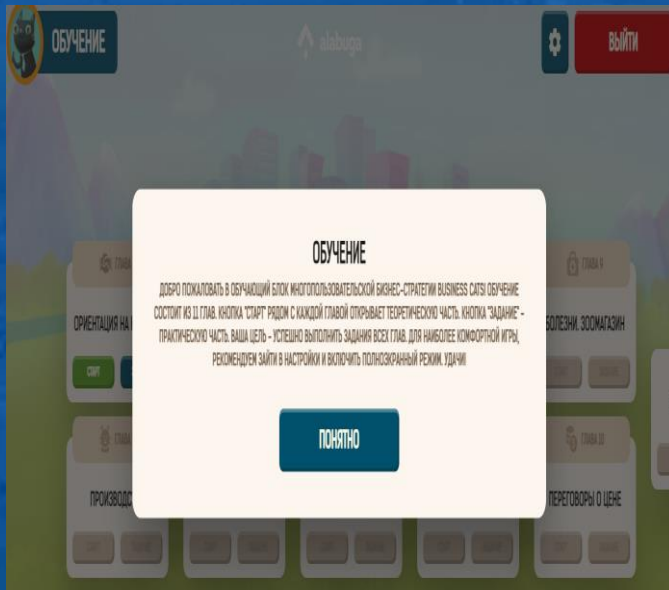 ОБУЧЕНИЕ
alabuga
ВЫЙТИ
ОБУЧЕНИЕ
ДОБРО ПОЖАЛОВАТЬ В ОБУЧАЮЩИЙ БЛОК МНОГОПОЛЬЗОВАТЕЛЬСКОЙ БИЗНЕС-СТРАТЕГИИ BUSINESS CATS! ОБУЧЕНИЕ
СОСТОИТ ИЗ 11 ГЛАВ. КНОПКА "СТАРТ" РЯДОМ С КАЖДОЙ ГЛАВОЙ ОТКРЫВАЕТ ТЕОРЕТИЧЕСКУЮ ЧАСТЬ. КНОПКА "ЗАДАНИЕ" –
ПРАКТИЧЕСКУЮ ЧАСТЬ. ВАША ЦЕЛЬ – УСПЕШНО ВЫПОЛНИТЬ ЗАДАНИЯ ВСЕХ ГЛАВ. ДЛЯ НАИБОЛЕЕ КОМФОРТНОЙ ИГРЫ,
РЕКОМЕНДУЕМ ЗАЙТИ В НАСТРОЙКИ И ВКЛЮЧИТЬ ПОЛНОЭКРАННЫЙ РЕЖИМ. УДАЧИ!
ПОНЯТНО
ГЛАВА
ОРИЕНТАЦИЯ НА
СТАРТ
ГЛАВА 9
БОЛЕЗНИ. ЗООМАГАЗИН
СТАРТ
ГЛАВА
ПРОИЗВОДС
СТАРТ
ГЛАВА 10
ПЕРЕГОВОРЫ О ЦЕНЕ
СТАРТ